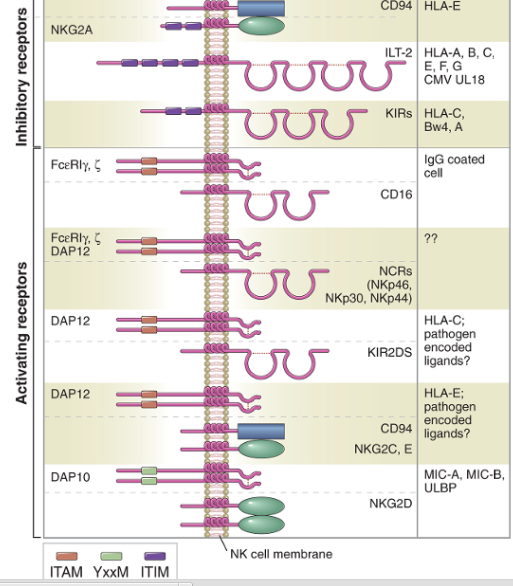 Inhibitory receptors
CD94
HLA-E
NKG2A
ILT-2
HLA-A, B, C,
E, F, G
CMV UL18
KIRs
HLA-C,
Bw4, A
Activating receptors
FcεRIγ, ζ
IgG coated
cell
CD16
FcεRIγ, ζ
DAP12
??
NCRs
(NKp46,
NKp30, NKp44)
DAP12
HLA-C;
pathogen
encoded
ligands?
KIR2DS
DAP12
HLA-E;
pathogen
encoded
ligands?
CD94
NKG2C, E
DAP10
MIC-A, MIC-B,
ULBP
NKG2D
NK cell membrane
ITAM YxxM ITIM